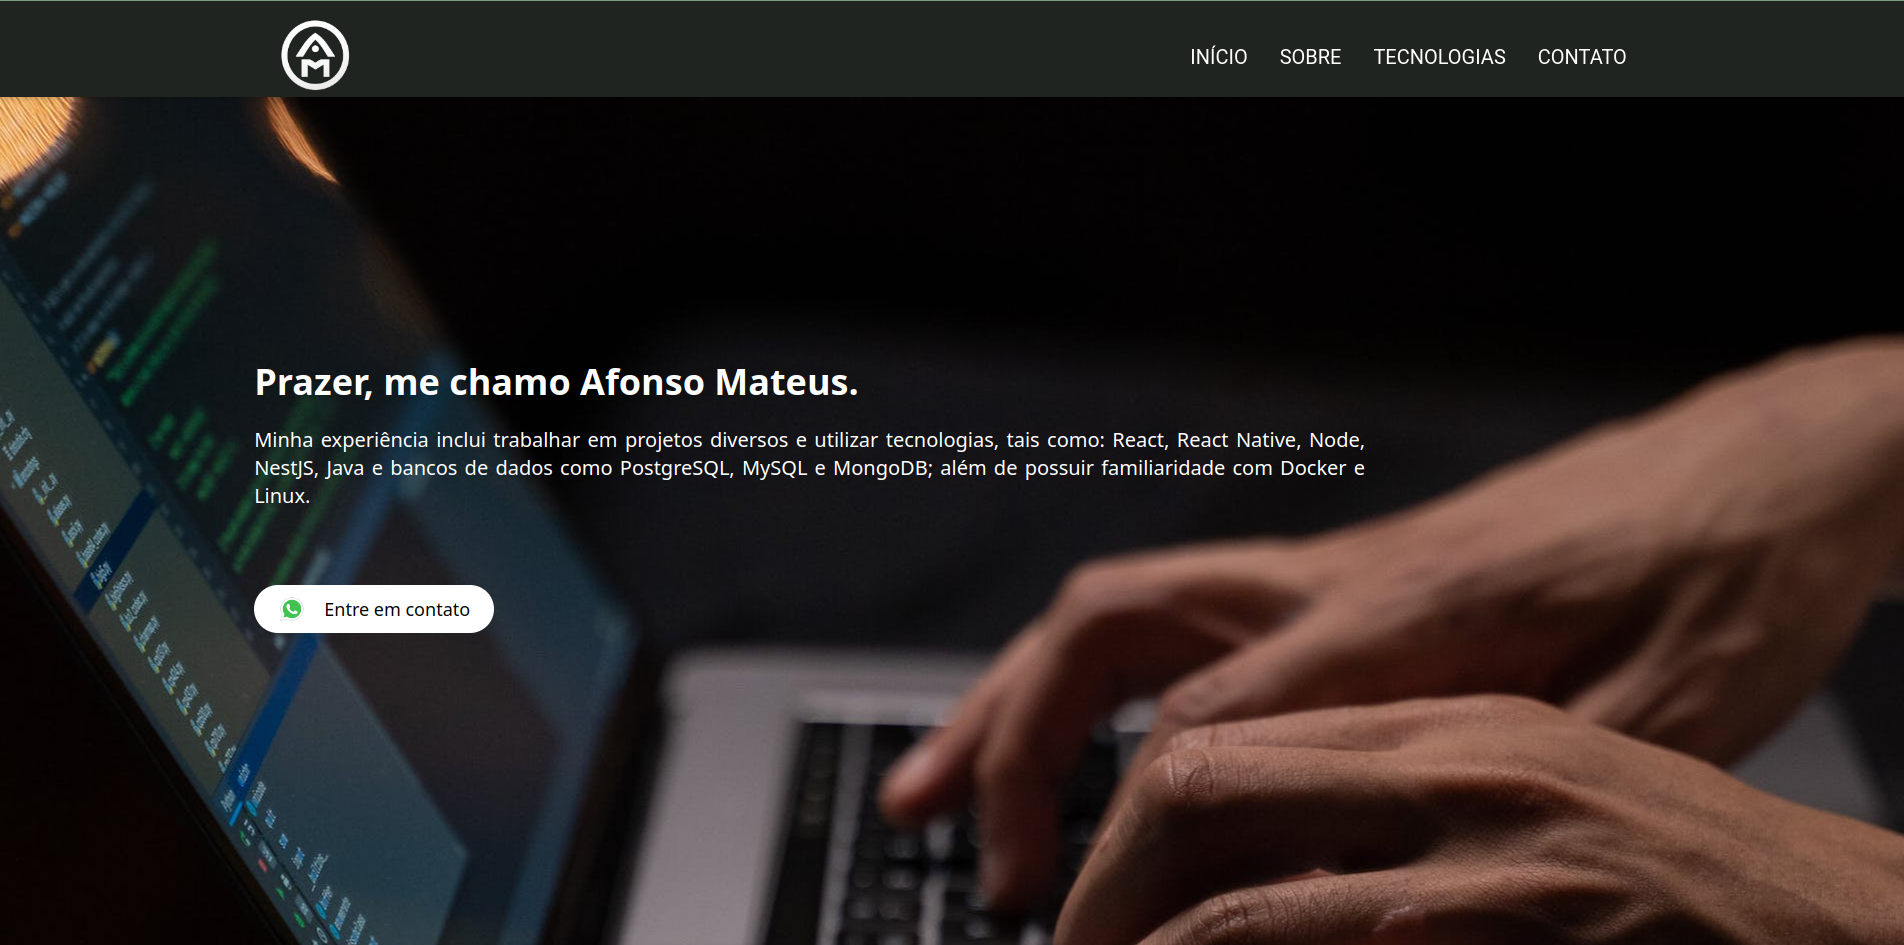 AM
INÍCIO SOBRE TECNOLOGIAS CONTATO
Prazer, me chamo Afonso Mateus.
Minha experiência inclui trabalhar em projetos diversos e utilizar tecnologias, tais como: React, React Native, Node,
NestJS, Java e bancos de dados como PostgreSQL, MySQL e MongoDB; além de possuir familiaridade com Docker e
Linux.
Entre em contato